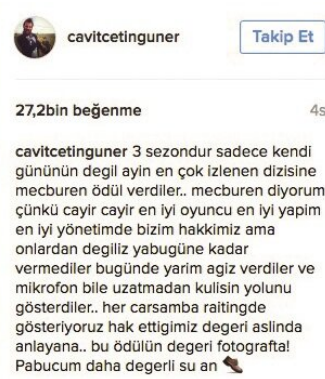 cavitcetinguner
Takip Et
27,2bin beğenme
4s
cavitcetinguner 3 sezondur sadece kendi
gününün degil ayin en çok izlenen dizisine
mecburen ödül verdiler.. mecburen diyorum
çünkü cayir cayir en iyi oyuncu en iyi yapim
en iyi yönetimde bizim hakkimiz ama
onlardan degiliz yabugüne kadar
vermediler bugünde yarim agiz verdiler ve
mikrofon bile uzatmadan kulisin yolunu
gösterdiler.. her carsamba raitingde
gösteriyoruz hak ettigimiz degeri aslinda
anlayana.. bu ödülün degeri fotografta!
Pabucum daha degerli su an 👞